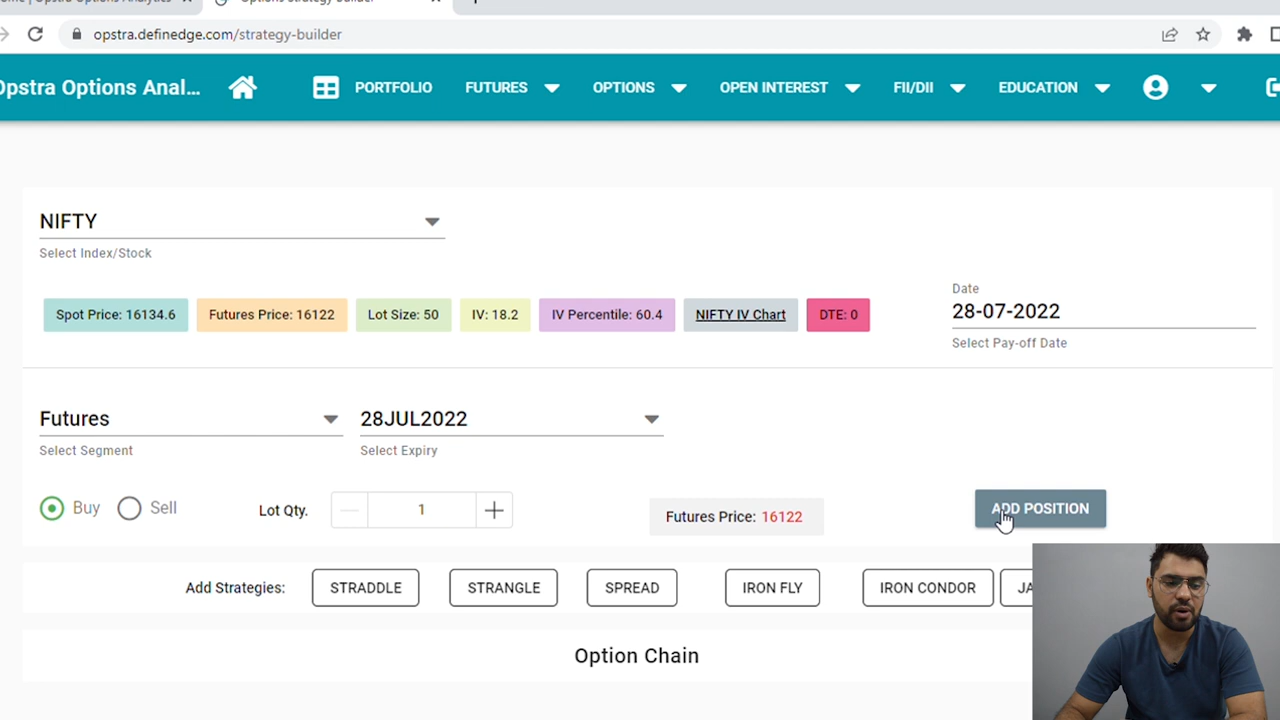 opstra.definedge.com/strategy-builder
Opstra Options Anal...
PORTFOLIO
FUTURES
OPTIONS
OPEN INTEREST
FII/DII
EDUCATION
NIFTY
Select Index/Stock
Spot Price: 16134.6
Futures Price: 16122
Lot Size: 50
IV: 18.2
IV Percentile: 60.4
NIFTY IV Chart
DTE: 0
Date
28-07-2022
Select Pay-off Date
Futures
Select Segment
28JUL2022
Select Expiry
Buy
Sell
Lot Qty.
1
Futures Price: 16122
ADD POSITION
Add Strategies:
STRADDLE
STRANGLE
SPREAD
IRON FLY
IRON CONDOR
JA
Option Chain